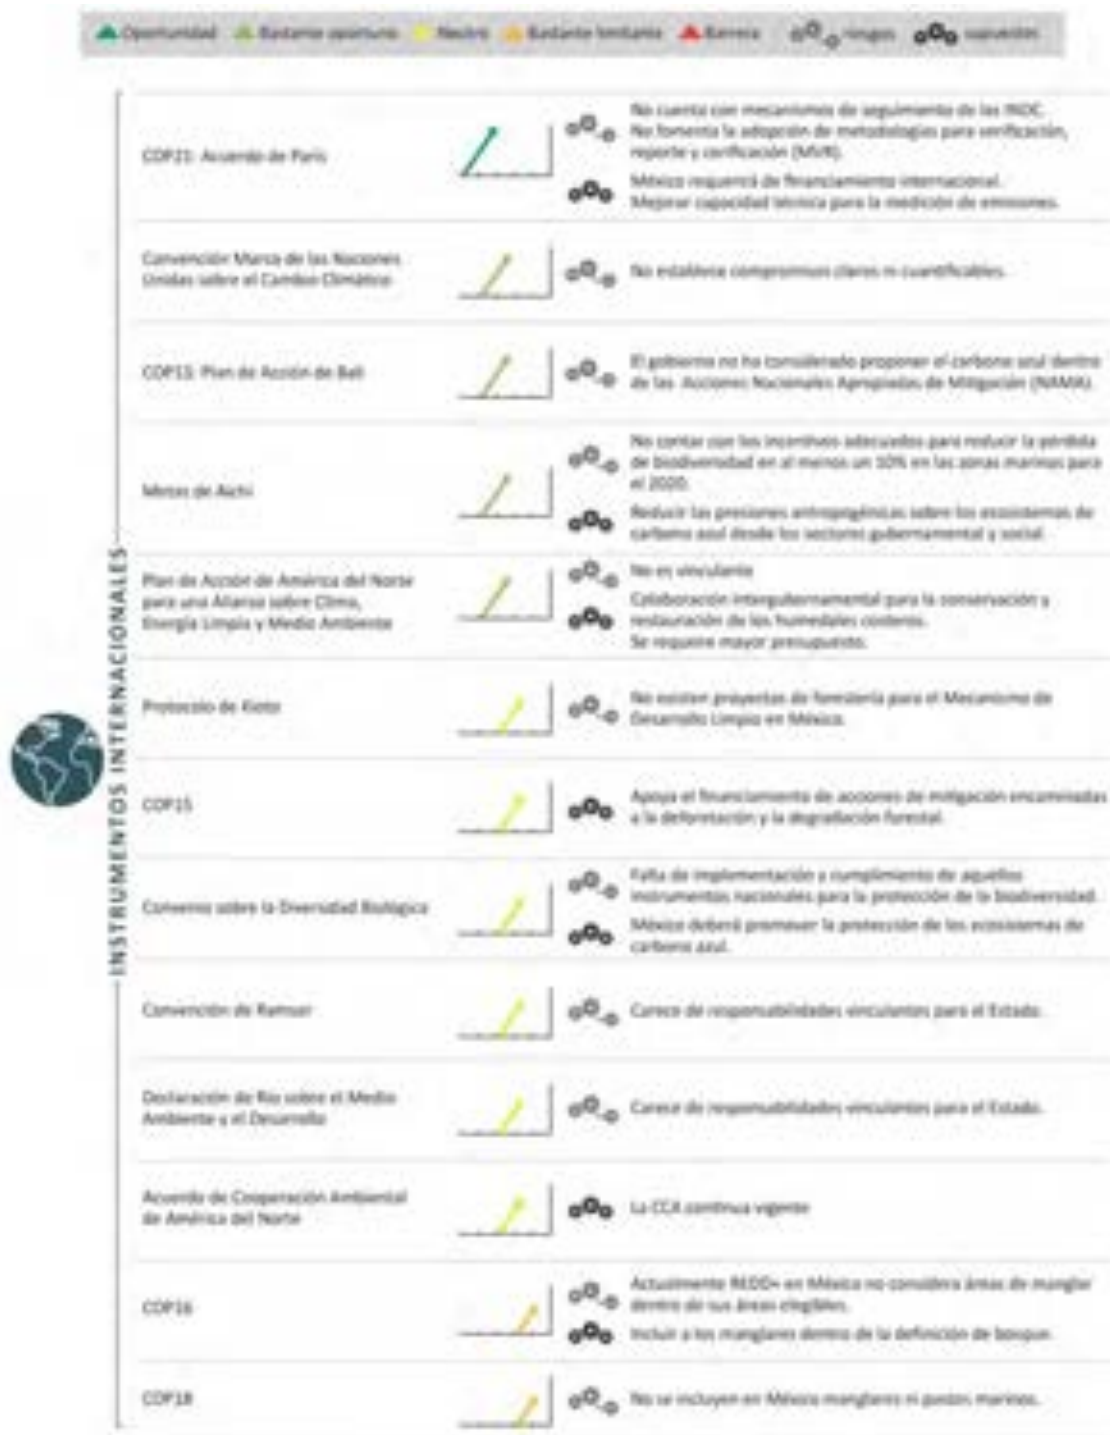 Oportunidad Bastante oportuno Neutro Bastante limitante Barrera riesgos supuestos
INSTRUMENTOS INTERNACIONALES
COP21: Acuerdo de París
No cuenta con mecanismos de seguimiento de las INDC.
No fomenta la adopción de metodologías para verificación,
reporte y certificación (MVR).
México requerirá de financiamiento internacional.
Mejorar capacidad técnica para la medición de emisiones.
Convención Marco de las Naciones
Unidas sobre el Cambio Climático
No establece compromisos claros ni cuantificables.
COP13: Plan de Acción de Bali
El gobierno no ha considerado proponer el carbono azul dentro
de las Acciones Nacionales Apropiadas de Mitigación (NAMA).
Metas de Aichi
No contar con los incentivos adecuados para reducir la pérdida
de biodiversidad en al menos un 10% en las zonas marinas para
el 2020.
Reducir las presiones antropogénicas sobre los ecosistemas de
carbono azul desde los sectores gubernamental y social.
Plan de Acción de América del Norte
para una Alianza sobre Clima,
Energía Limpia y Medio Ambiente
No es vinculante
Colaboración intergubernamental para la conservación y
restauración de los humedales costeros.
Se requiere mayor presupuesto.
Protocolo de Kioto
No existen proyectos de forestería para el Mecanismo de
Desarrollo Limpio en México.
COP15
Apoya el financiamiento de acciones de mitigación encaminadas
a la deforestación y la degradación forestal.
Convenio sobre la Diversidad Biológica
Falta de implementación y cumplimiento de aquellos
instrumentos nacionales para la protección de la biodiversidad.
México deberá promover la protección de los ecosistemas de
carbono azul.
Convención de Ramsar
Carece de responsabilidades vinculantes para el Estado.
Declaración de Rio sobre el Medio
Ambiente y el Desarrollo
Carece de responsabilidades vinculantes para el Estado.
Acuerdo de Cooperación Ambiental
de América del Norte
La CCA continua vigente
COP16
Actualmente REDD+ en México no considera áreas de manglar
dentro de sus áreas elegibles.
Incluir a los manglares dentro de la definición de bosque.
COP18
No se incluyen en México manglares ni pastos marinos.